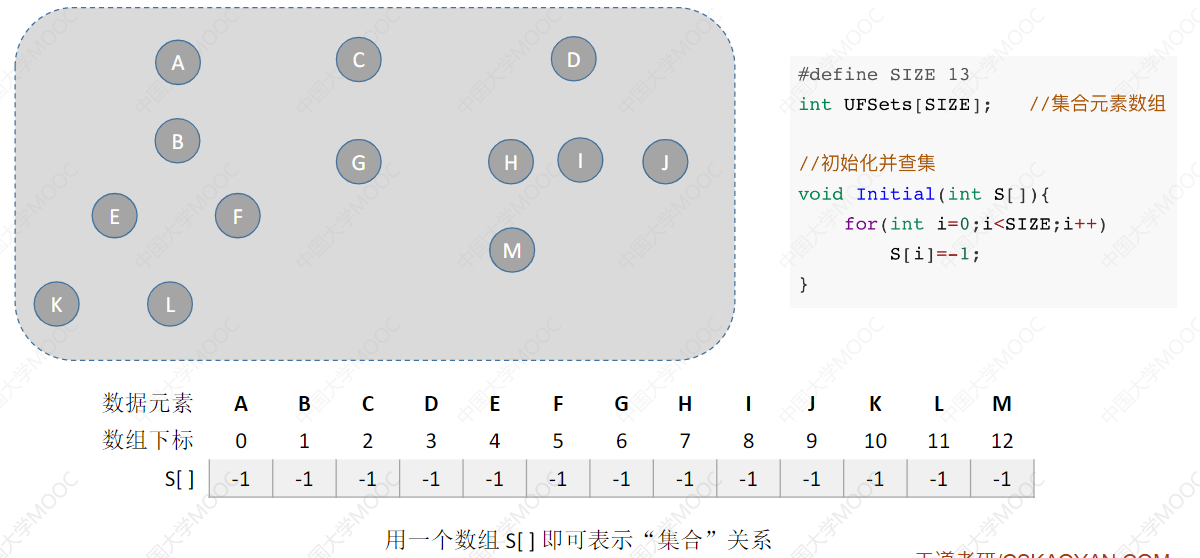 A C D
B
G H I J
E F
M
K L
#define SIZE 13
int UFSets[SIZE]; //集合元素数组
//初始化并查集
void Initial(int S[]){
for(int i=0;i<SIZE;i++)
S[i]=-1;
}
数据元素 A B C D E F G H I J K L M
数组下标 0 1 2 3 4 5 6 7 8 9 10 11 12
S[ ] -1 -1 -1 -1 -1 -1 -1 -1 -1 -1 -1 -1 -1
用一个数组 S[ ] 即可表示“集合”关系
王道考研/CSKAOYAN.COM
中国大学MOOC